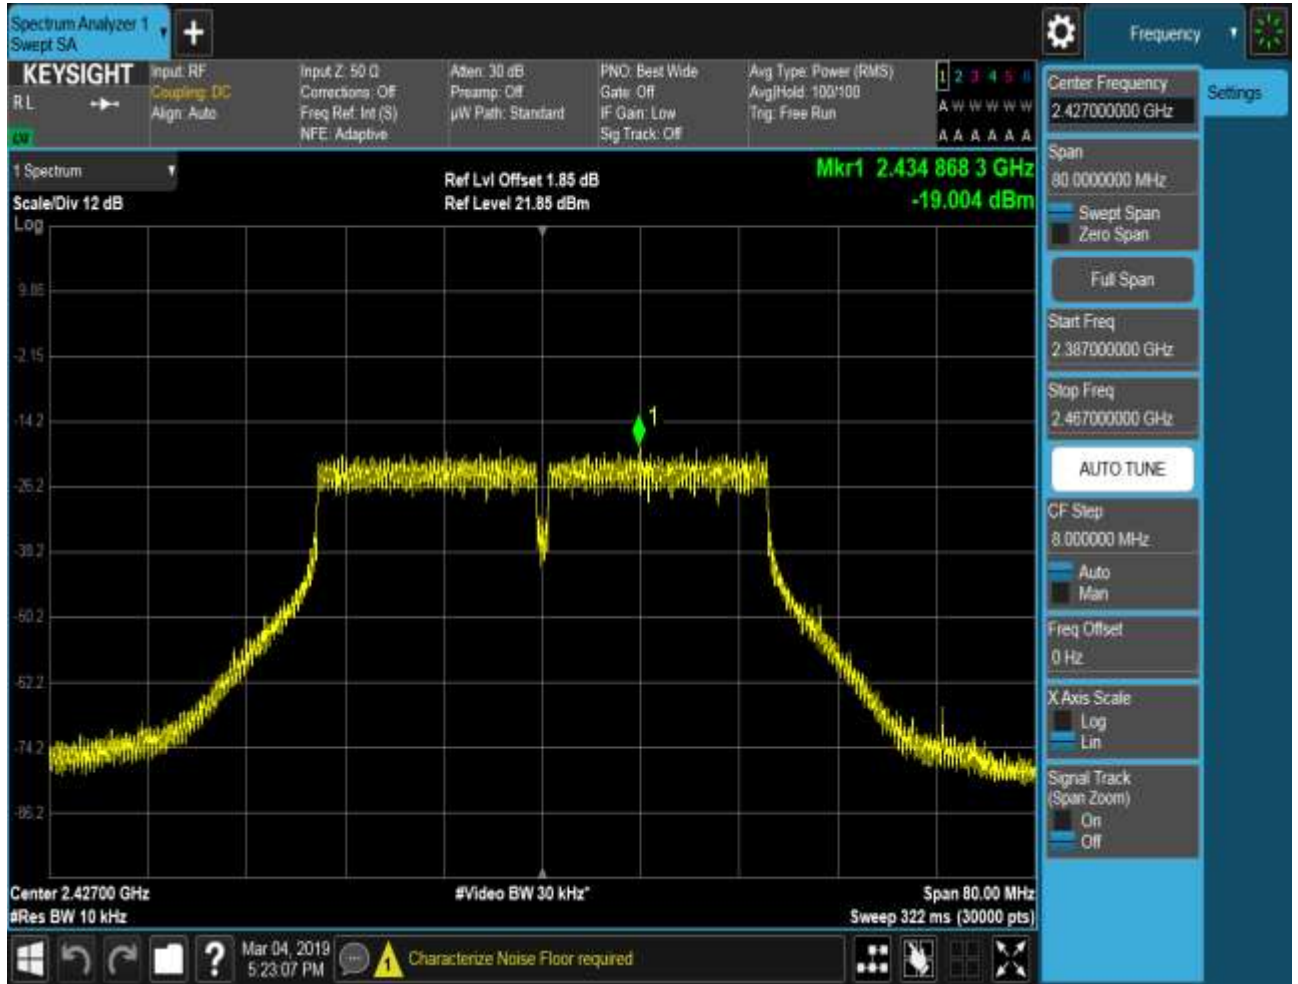 Spectrum Analyzer 1
Swept SA
+
Frequency
KEYSIGHT
R L
Input: RF
Coupling: DC
Align: Auto
Input Z: 50 Ω
Corrections: Off
Freq Ref: Int (S)
NFE: Adaptive
Atten: 30 dB
Preamp: Off
µW Path: Standard
PNO: Best Wide
Gate: Off
IF Gain: Low
Sig Track: Off
Avg Type: Power (RMS)
Avg|Hold: 100/100
Trig: Free Run
1 2 3 4 5 6
A W W W W W
A A A A A A
1 Spectrum
Scale/Div 12 dB
Log
Ref Lvl Offset 1.85 dB
Ref Level 21.85 dBm
Mkr1 2.434 868 3 GHz
-19.004 dBm
9.85
-2.15
-14.2
-26.2
-38.2
-50.2
-62.2
-74.2
-86.2
1
Center 2.42700 GHz
#Res BW 10 kHz
#Video BW 30 kHz*
Span 80.00 MHz
Sweep 322 ms (30000 pts)
Center Frequency
2.427000000 GHz
Settings
Span
80.0000000 MHz
Swept Span
Zero Span
Full Span
Start Freq
2.387000000 GHz
Stop Freq
2.467000000 GHz
AUTO TUNE
CF Step
8.000000 MHz
Auto
Man
Freq Offset
0 Hz
X Axis Scale
Log
Lin
Signal Track
(Span Zoom)
On
Off
?
Mar 04, 2019
5:23:07 PM
1
Characterize Noise Floor required